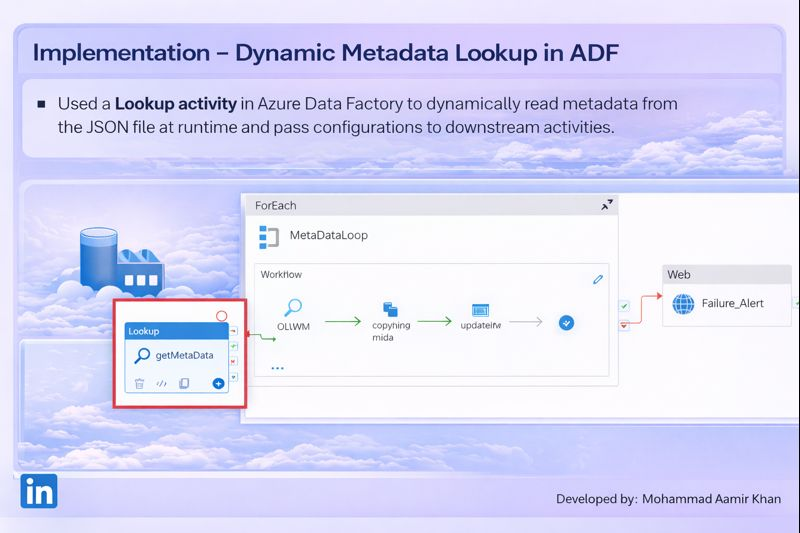 Implementation – Dynamic Metadata Lookup in ADF
■ Used a Lookup activity in Azure Data Factory to dynamically read metadata from
the JSON file at runtime and pass configurations to downstream activities.
ForEach
MetaDataLoop
Workflow
OLLWM
copyhing
mida
Lookup
getMetaData
Web
Failure_Alert
in
Developed by: Mohammad Aamir Khan